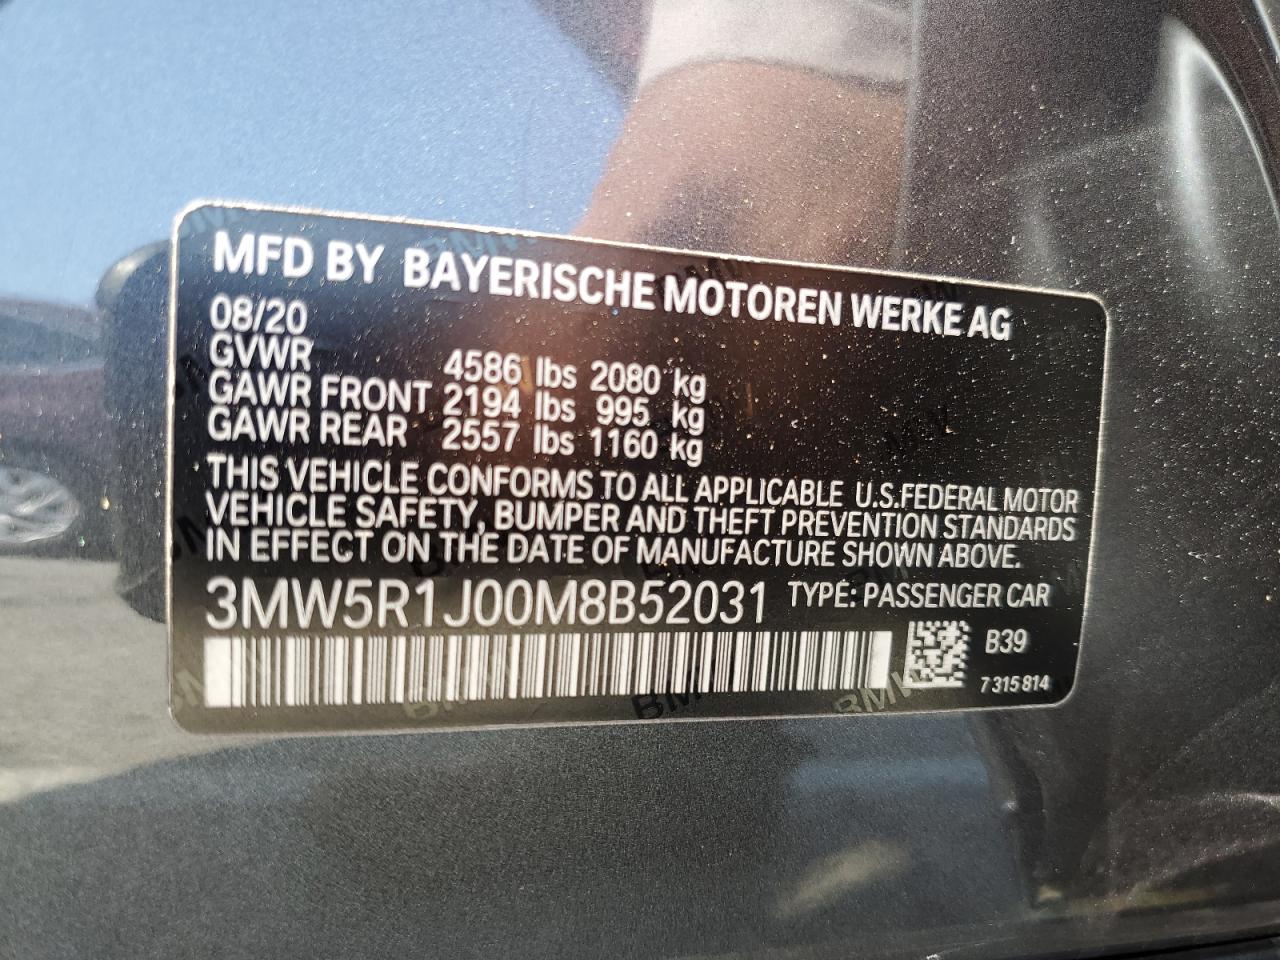 MFD BY BAYERISCHE MOTOREN WERKE AG
08/20
GVWR 4586 lbs 2080 kg
GAWR FRONT 2194 lbs 995 kg
GAWR REAR 2557 lbs 1160 kg
THIS VEHICLE CONFORMS TO ALL APPLICABLE U.S.FEDERAL MOTOR
VEHICLE SAFETY, BUMPER AND THEFT PREVENTION STANDARDS
IN EFFECT ON THE DATE OF MANUFACTURE SHOWN ABOVE.
3MW5R1J00M8B52031 TYPE: PASSENGER CAR
B39
7 315 814